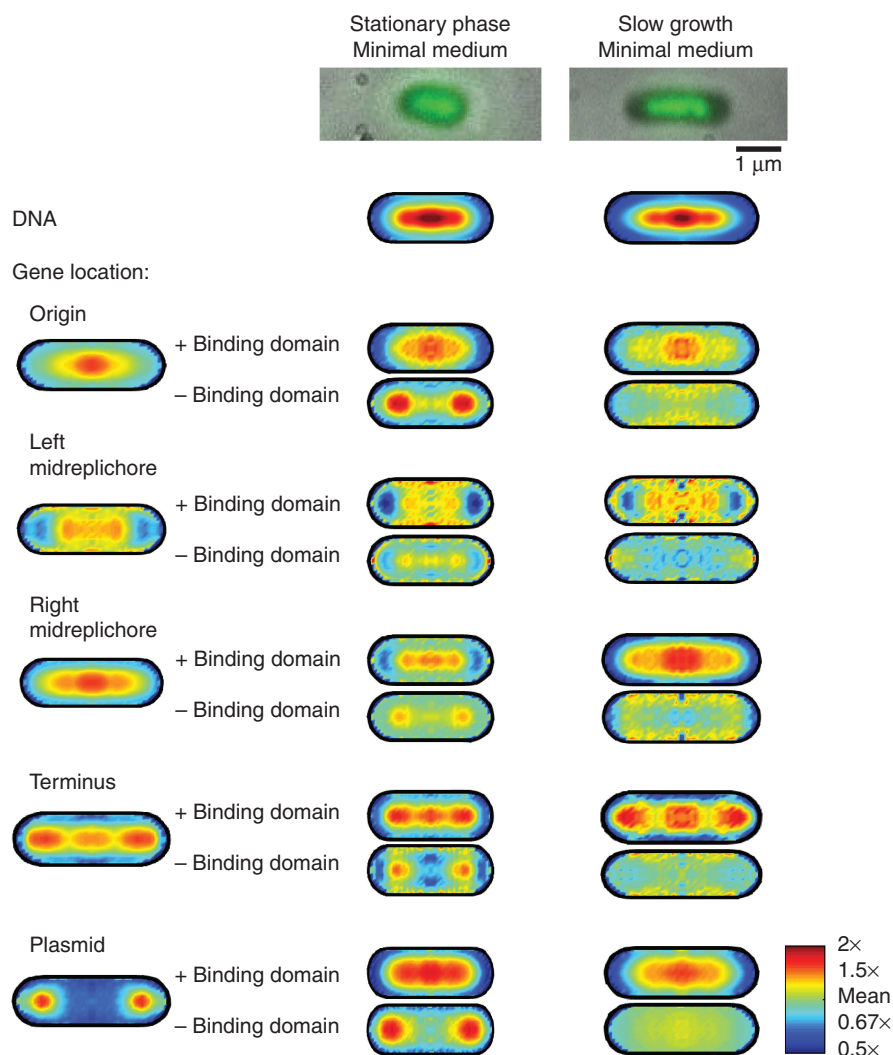 Stationary phase
Minimal medium
Slow growth
Minimal medium
1 μm
DNA
Gene location:
Origin
+ Binding domain
– Binding domain
Left
midreplichore
+ Binding domain
– Binding domain
Right
midreplichore
+ Binding domain
– Binding domain
Terminus
+ Binding domain
– Binding domain
Plasmid
+ Binding domain
– Binding domain
2×
1.5×
Mean
0.67×
0.5×